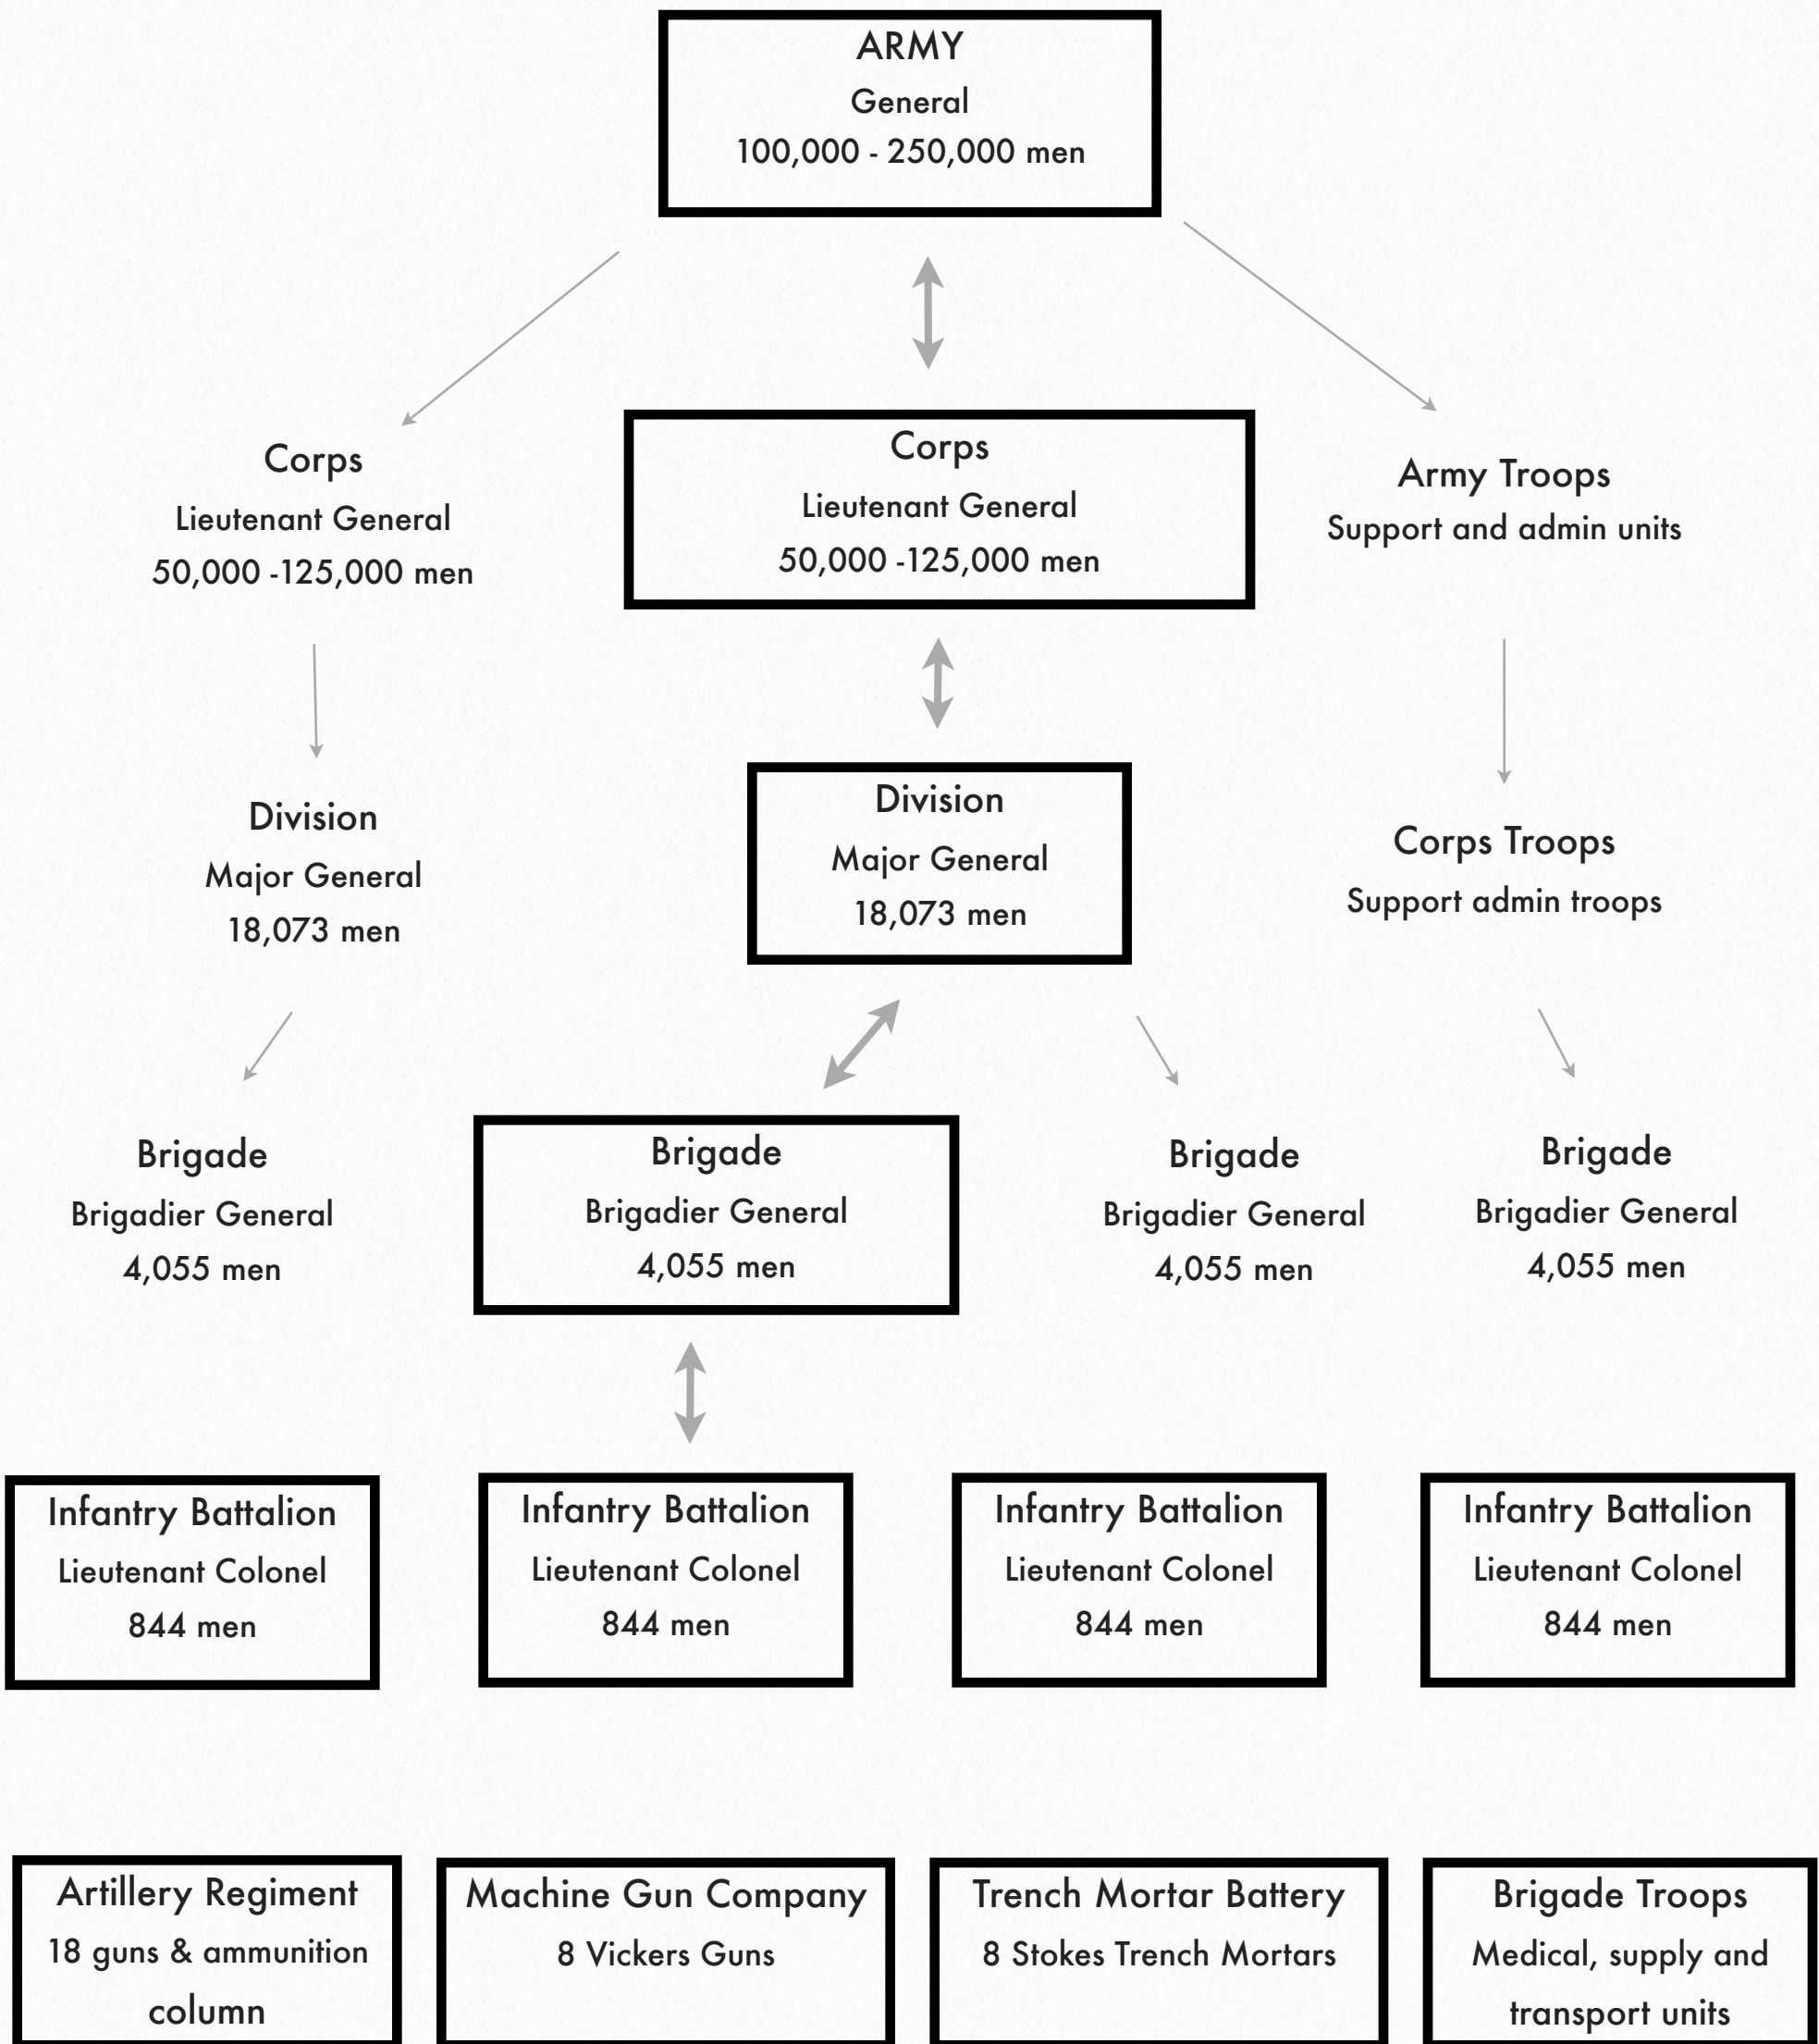 ARMY
General
100,000 - 250,000 men
Corps
Lieutenant General
50,000 -125,000 men
Corps
Lieutenant General
50,000 -125,000 men
Army Troops
Support and admin units
Division
Major General
18,073 men
Division
Major General
18,073 men
Corps Troops
Support admin troops
Brigade
Brigadier General
4,055 men
Brigade
Brigadier General
4,055 men
Brigade
Brigadier General
4,055 men
Brigade
Brigadier General
4,055 men
Infantry Battalion
Lieutenant Colonel
844 men
Infantry Battalion
Lieutenant Colonel
844 men
Infantry Battalion
Lieutenant Colonel
844 men
Infantry Battalion
Lieutenant Colonel
844 men
Artillery Regiment
18 guns & ammunition
column
Machine Gun Company
8 Vickers Guns
Trench Mortar Battery
8 Stokes Trench Mortars
Brigade Troops
Medical, supply and
transport units